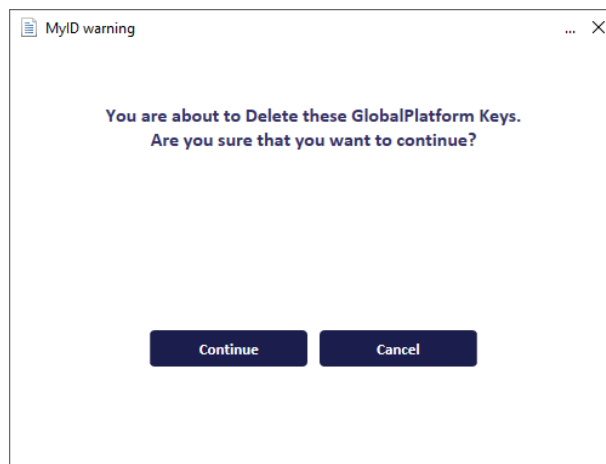 MyID warning
...
You are about to Delete these GlobalPlatform Keys.
Are you sure that you want to continue?
Continue
Cancel